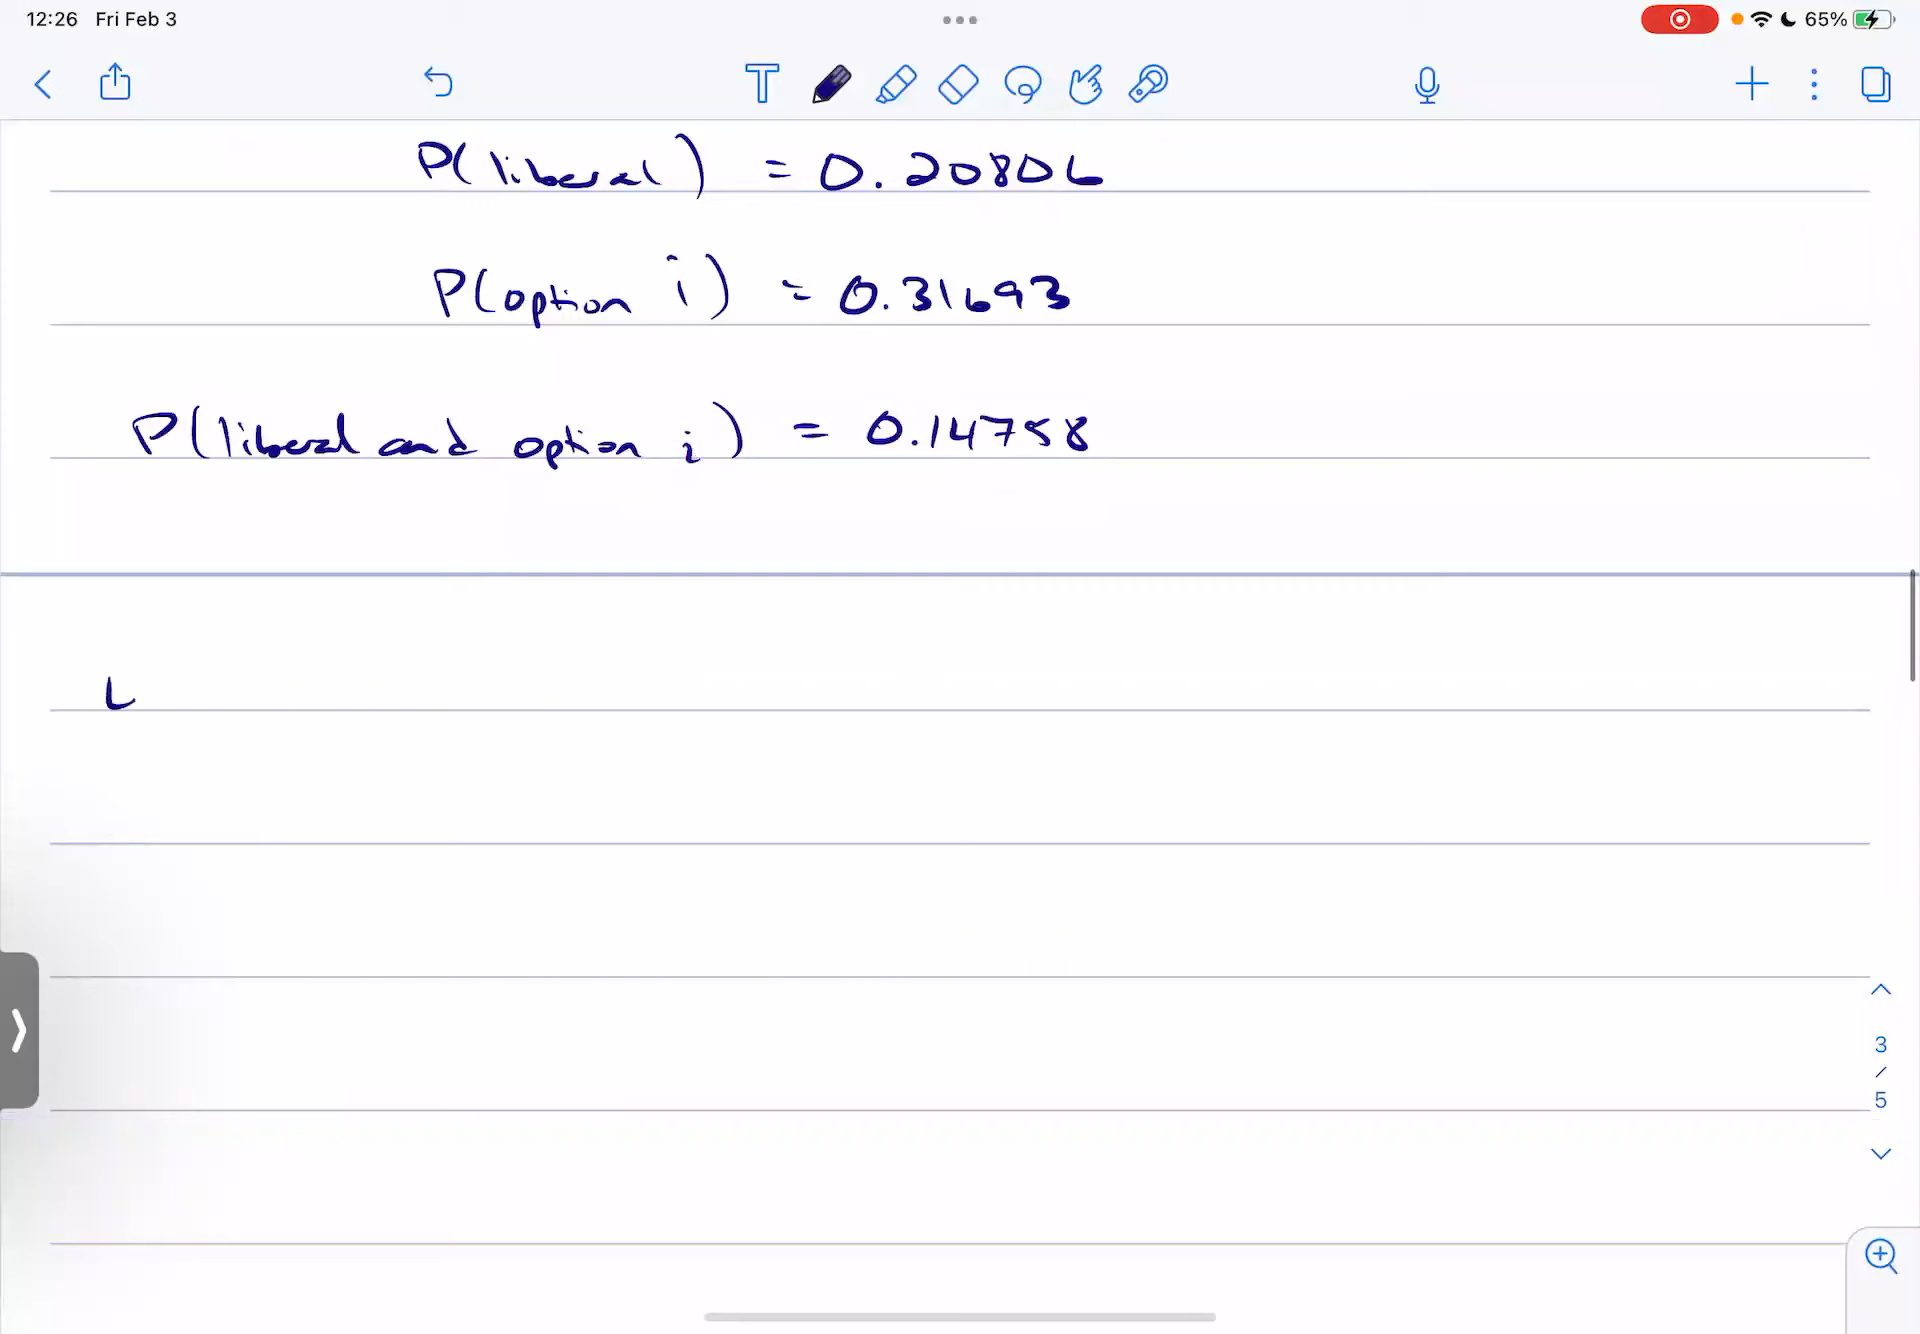 12:26 Fri Feb 3
65%
T
P(liberal) = 0.20806
P(option i) = 0.31693
P(liberal and option i) = 0.14758
L
3
/
5